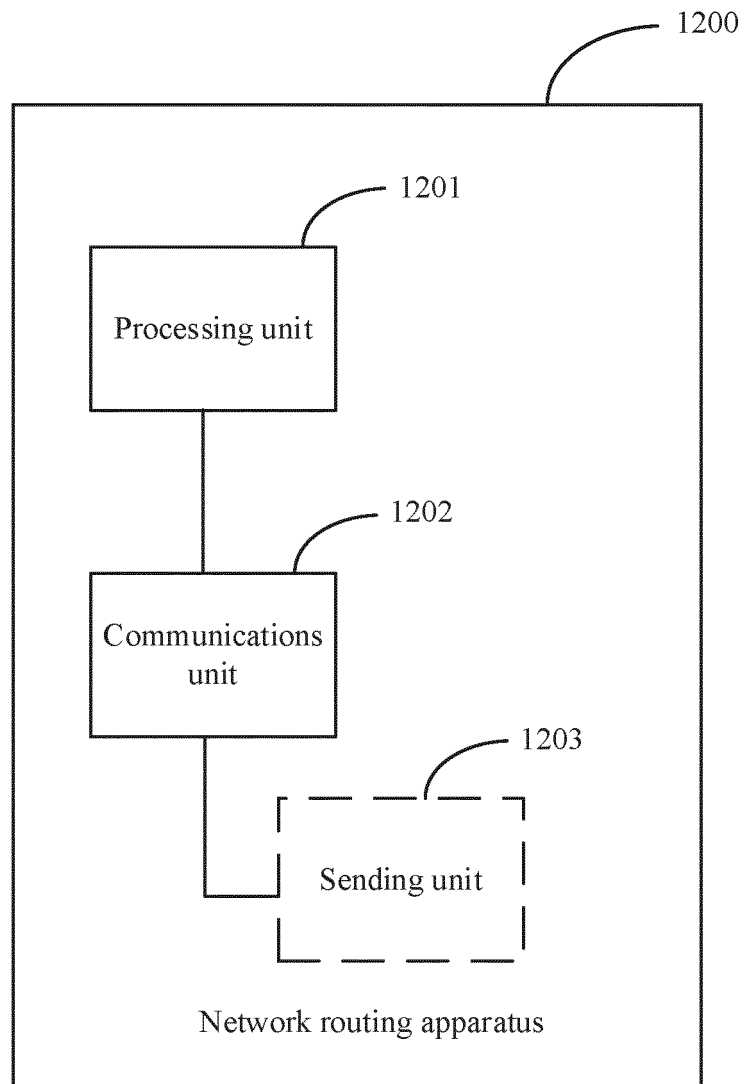 1200
1201
Processing unit
1202
Communications
unit
1203
Sending unit
Network routing apparatus